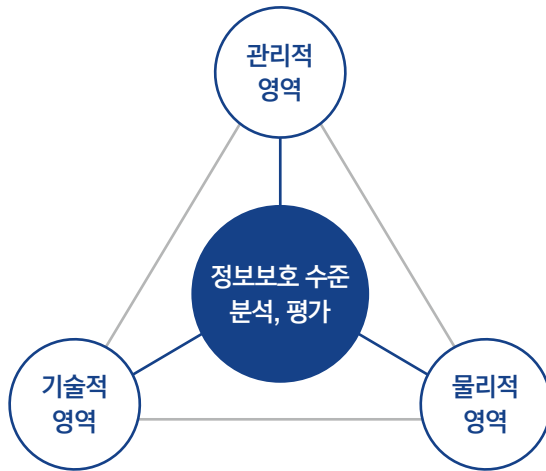 관리적
영역
정보보호 수준
분석, 평가
기술적
영역
물리적
영역